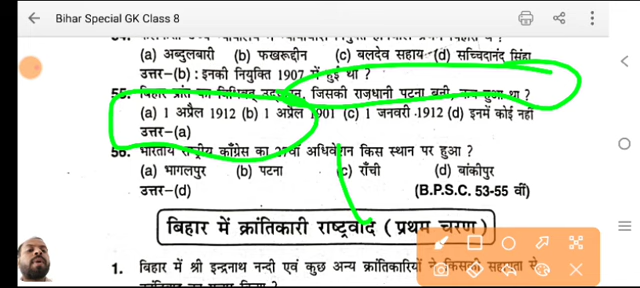 Bihar Special GK Class 8
(a) अब्दुलबारी (b) फखरूद्दीन (c) बलदेव सहाय (d) सच्चिदानंद सिंहा
उत्तर-(b) : इनकी नियुक्ति 1907 में हुई थी ?
55. बिहार प्रांत का विधिवत् जिसकी राजधानी पटना बनी, कब हुआ था ?
(a) 1 अप्रैल 1912 (b) 1 अप्रैल 1901 (c) 1 जनवरी 1912 (d) इनमें कोई नहीं
उत्तर-(a)
56. भारतीय राष्ट्रीय काँग्रेस का अधिवेशन किस स्थान पर हुआ ?
(a) भागलपुर (b) पटना (c) राँची (d) बांकीपुर
उत्तर-(d) (B.P.S.C. 53-55 वीं)
बिहार में क्रांतिकारी राष्ट्रवाद (प्रथम चरण)
1. बिहार में श्री इन्द्रनाथ नन्दी एवं कुछ अन्य क्रांतिकारियों ने किसकी सहायता से